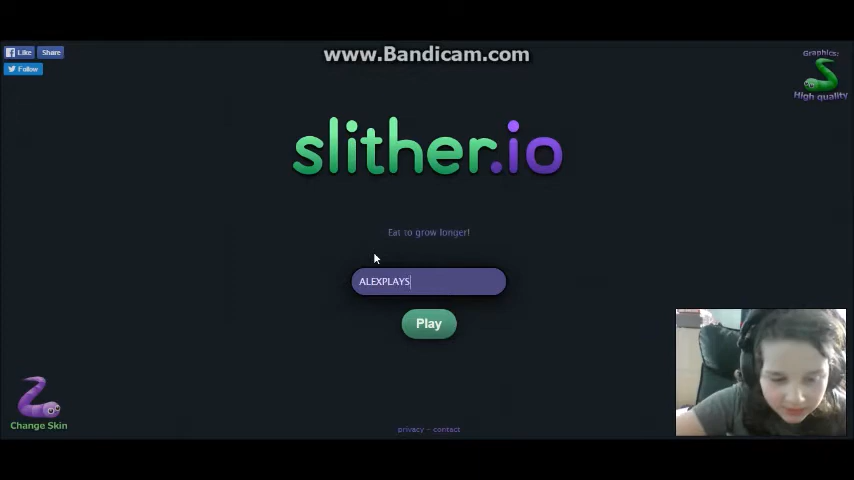 www.Bandicam.com
Like Share
Follow
Graphics:
High quality
slither.io
Eat to grow longer!
ALEXPLAYS
Play
Change Skin
privacy - contact